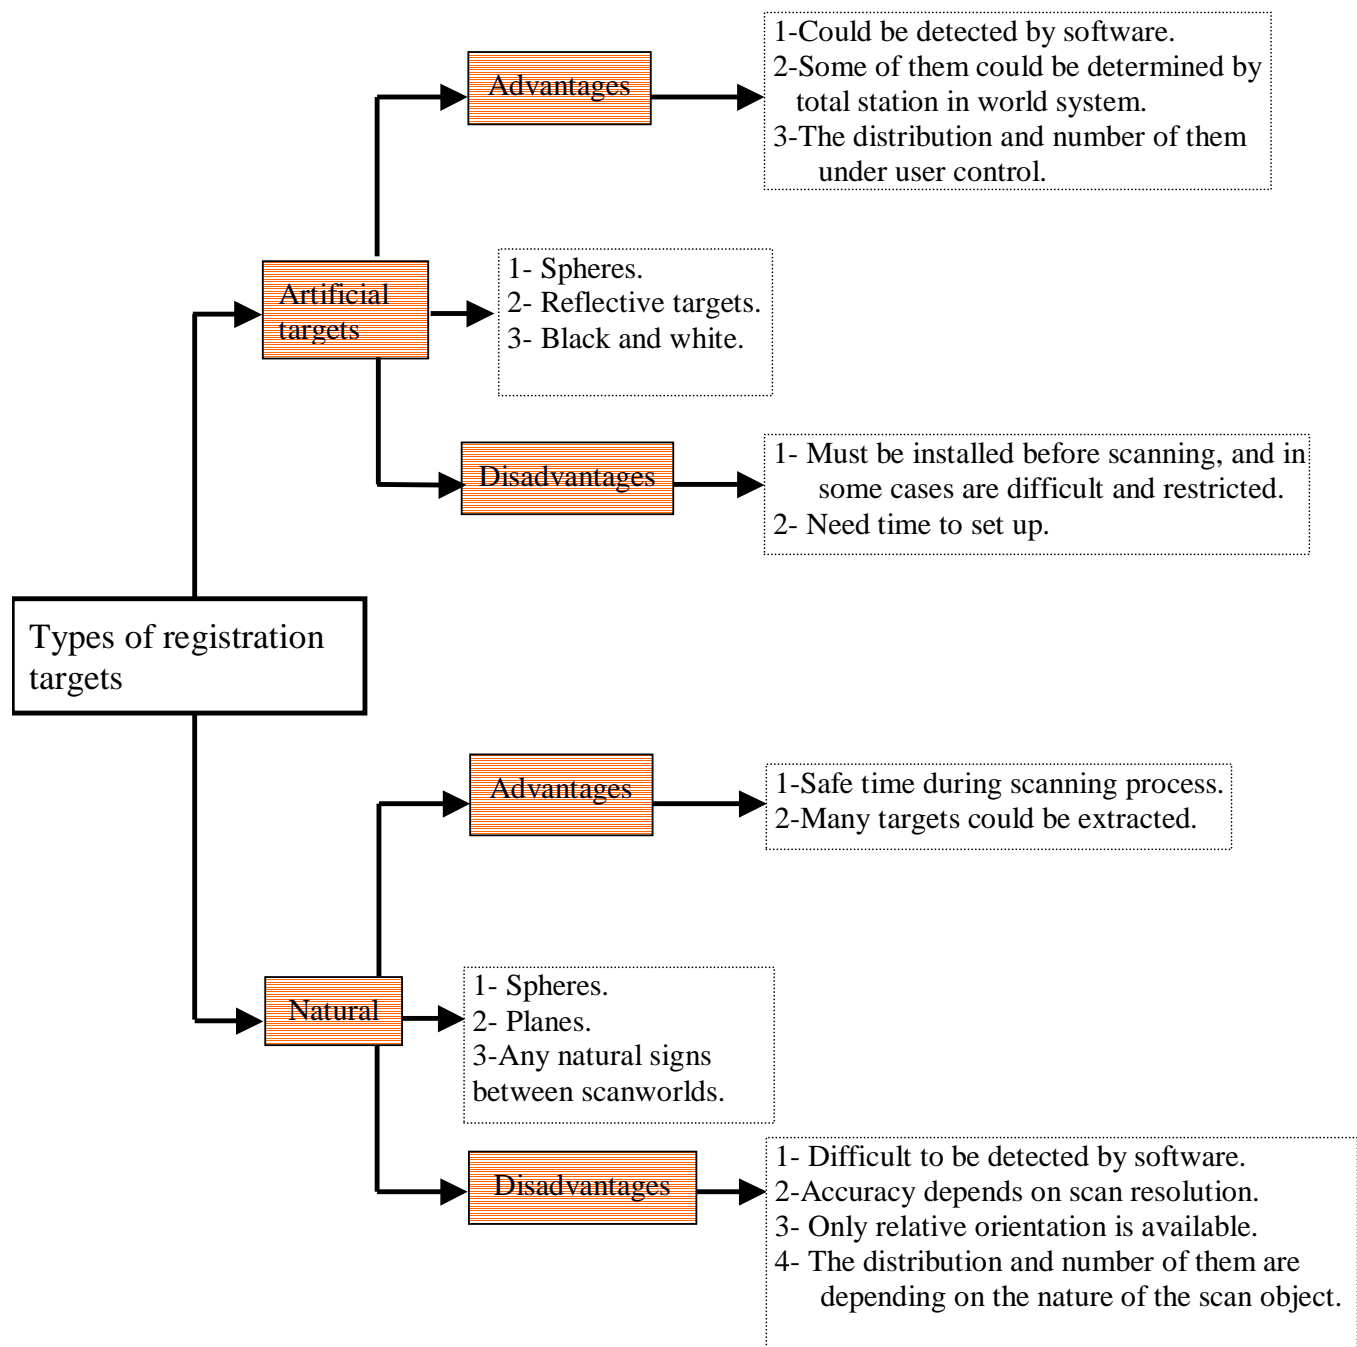 Advantages
1-Could be detected by software.
2-Some of them could be determined by
total station in world system.
3-The distribution and number of them
under user control.
Artificial
targets
1- Spheres.
2- Reflective targets.
3- Black and white.
Disadvantages
1- Must be installed before scanning, and in
some cases are difficult and restricted.
2- Need time to set up.
Types of registration
targets
Advantages
1-Safe time during scanning process.
2-Many targets could be extracted.
Natural
1- Spheres.
2- Planes.
3-Any natural signs
between scanworlds.
Disadvantages
1- Difficult to be detected by software.
2-Accuracy depends on scan resolution.
3- Only relative orientation is available.
4- The distribution and number of them are
depending on the nature of the scan object.